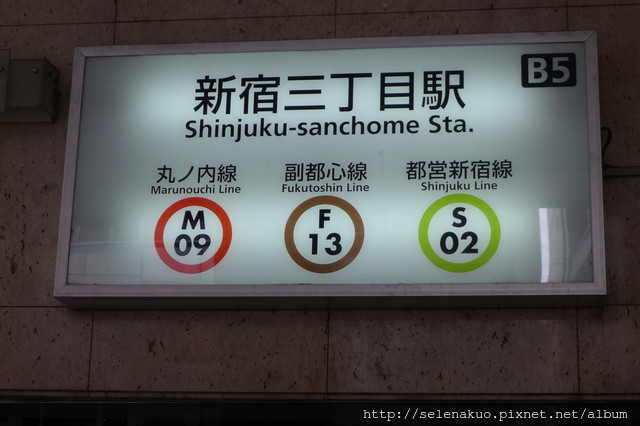 B5
新宿三丁目駅
Shinjuku-sanchome Sta.
丸ノ内線
Marunouchi Line
M
09
副都心線
Fukutoshin Line
F
13
都営新宿線
Shinjuku Line
S
02
http://selenakuo.pixnet.net/album